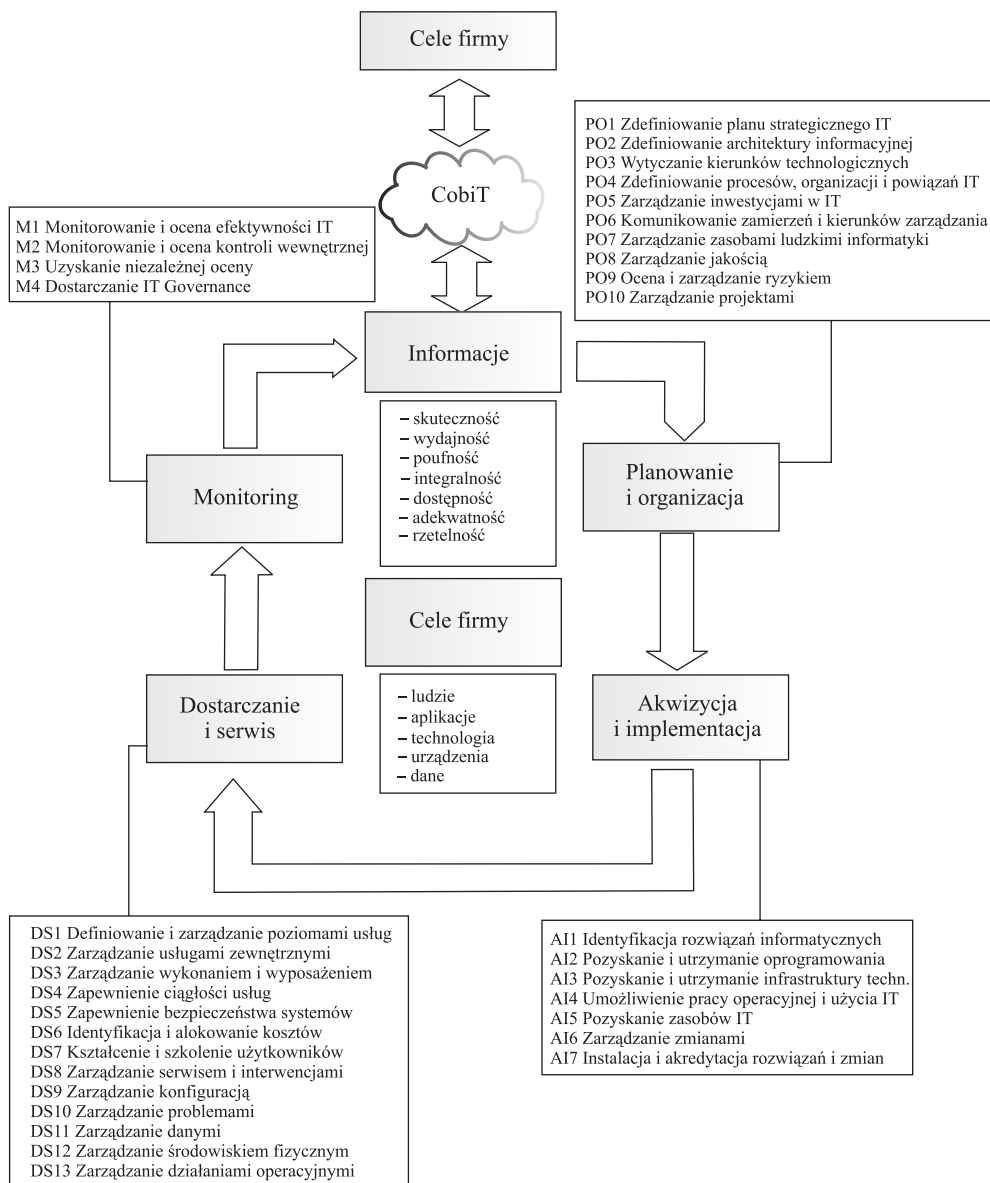 Cele firmy
CobiT
PO1 Zdefiniowanie planu strategicznego IT
PO2 Zdefiniowanie architektury informacyjnej
PO3 Wytyczanie kierunków technologicznych
PO4 Zdefiniowanie procesów, organizacji i powiązań IT
PO5 Zarządzanie inwestycjami w IT
PO6 Komunikowanie zamierzeń i kierunków zarządzania
PO7 Zarządzanie zasobami ludzkimi informatyki
PO8 Zarządzanie jakością
PO9 Ocena i zarządzanie ryzykiem
PO10 Zarządzanie projektami
M1 Monitorowanie i ocena efektywności IT
M2 Monitorowanie i ocena kontroli wewnętrznej
M3 Uzyskanie niezależnej oceny
M4 Dostarczanie IT Governance
Informacje
– skuteczność
– wydajność
– poufność
– integralność
– dostępność
– adekwatność
– rzetelność
Monitoring
Planowanie
i organizacja
Cele firmy
– ludzie
– aplikacje
– technologia
– urządzenia
– dane
Dostarczanie
i serwis
Akwizycja
i implementacja
DS1 Definiowanie i zarządzanie poziomami usług
DS2 Zarządzanie usługami zewnętrznymi
DS3 Zarządzanie wykonaniem i wyposażeniem
DS4 Zapewnienie ciągłości usług
DS5 Zapewnienie bezpieczeństwa systemów
DS6 Identyfikacja i alokowanie kosztów
DS7 Kształcenie i szkolenie użytkowników
DS8 Zarządzanie serwisem i interwencjami
DS9 Zarządzanie konfiguracją
DS10 Zarządzanie problemami
DS11 Zarządzanie danymi
DS12 Zarządzanie środowiskiem fizycznym
DS13 Zarządzanie działaniami operacyjnymi
AI1 Identyfikacja rozwiązań informatycznych
AI2 Pozyskanie i utrzymanie oprogramowania
AI3 Pozyskanie i utrzymanie infrastruktury techn.
AI4 Umożliwienie pracy operacyjnej i użycia IT
AI5 Pozyskanie zasobów IT
AI6 Zarządzanie zmianami
AI7 Instalacja i akredytacja rozwiązań i zmian